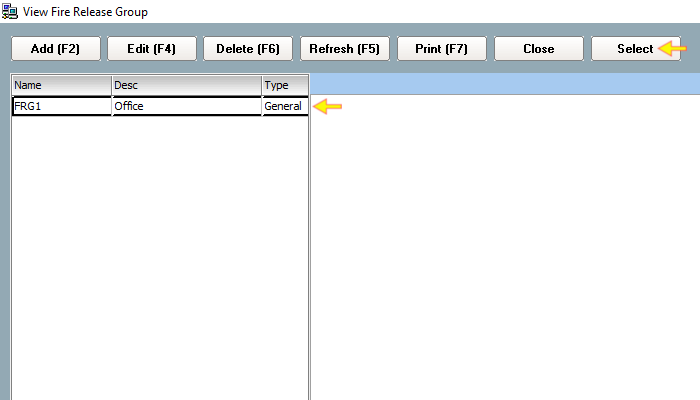 View Fire Release Group
Add (F2) Edit (F4) Delete (F6) Refresh (F5) Print (F7) Close Select
Name Desc Type
FRG1 Office General